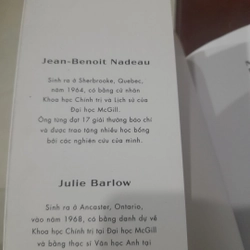 Jean-Benoit Nadeau
Sinh ra ở Sherbrooke, Quebec,
năm 1964, có bằng cử nhân
Khoa học Chính trị và Lịch sử của
Đại học McGill.
Ông từng đạt 17 giải thưởng báo chí
và được trao tặng nhiều học bổng
bởi các nghiên cứu của mình.
Julie Barlow
Sinh ra ở Ancaster, Ontario,
vào năm 1968, có bằng danh dự về
Khoa học Chính trị tại Đại học McGill
và bằng thạc sĩ Văn học Anh tại